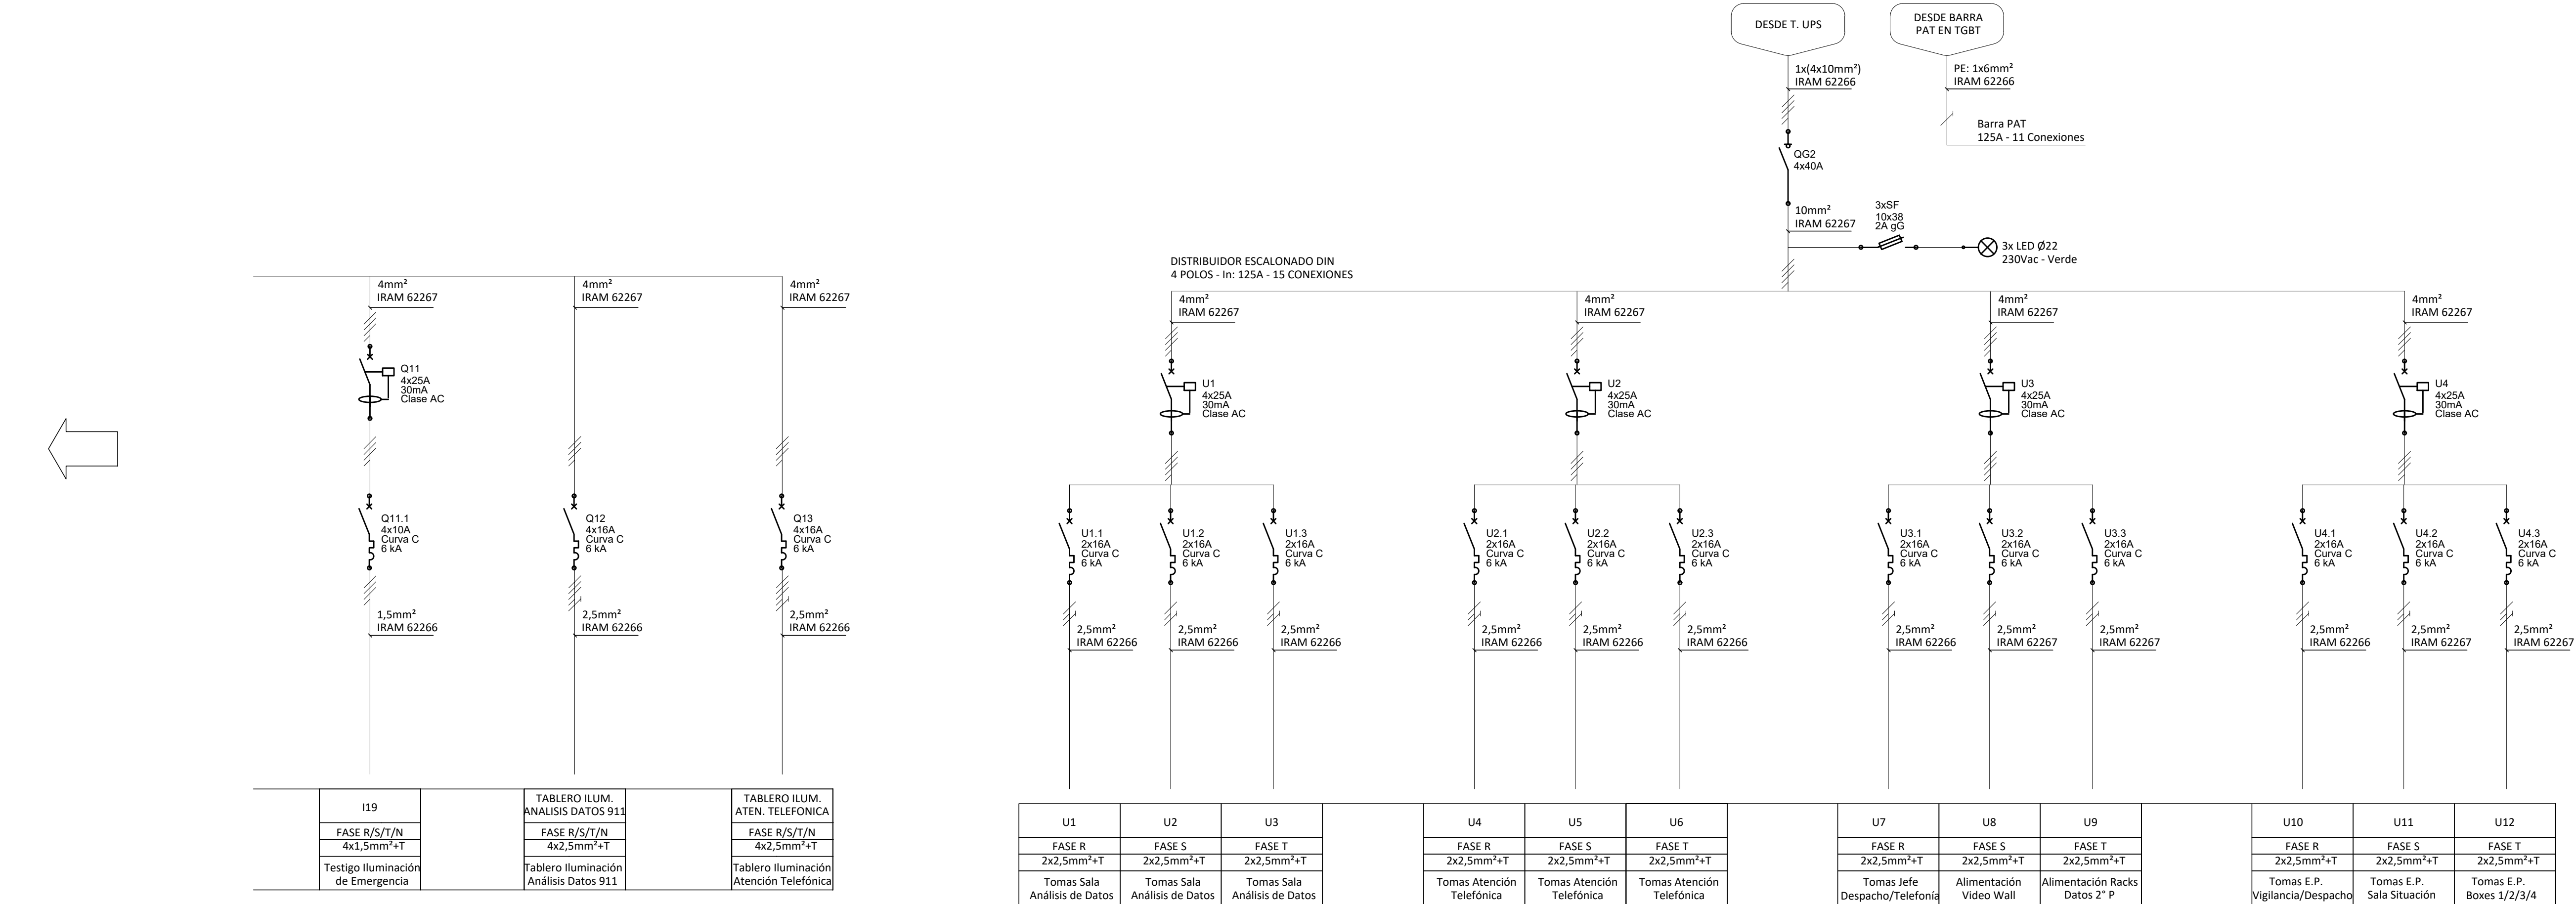 DESDE T. UPS
DESDE BARRA
PAT EN TGBT
1x(4x10mm²)
IRAM 62266
PE: 1x6mm²
IRAM 62266
Barra PAT
125A - 11 Conexiones
QG2
4x40A
10mm²
IRAM 62267
3xSF
10x38
2A gG
3x LED Ø22
230Vac - Verde
DISTRIBUIDOR ESCALONADO DIN
4 POLOS - In: 125A - 15 CONEXIONES
4mm²
IRAM 62267
4mm²
IRAM 62267
4mm²
IRAM 62267
4mm²
IRAM 62267
4mm²
IRAM 62267
4mm²
IRAM 62267
4mm²
IRAM 62267
Q11
4x25A
30mA
Clase AC
U1
4x25A
30mA
Clase AC
U2
4x25A
30mA
Clase AC
U3
4x25A
30mA
Clase AC
U4
4x25A
30mA
Clase AC
Q11.1
4x10A
Curva C
6 kA
Q12
4x16A
Curva C
6 kA
Q13
4x16A
Curva C
6 kA
U1.1
2x16A
Curva C
6 kA
U1.2
2x16A
Curva C
6 kA
U1.3
2x16A
Curva C
6 kA
U2.1
2x16A
Curva C
6 kA
U2.2
2x16A
Curva C
6 kA
U2.3
2x16A
Curva C
6 kA
U3.1
2x16A
Curva C
6 kA
U3.2
2x16A
Curva C
6 kA
U3.3
2x16A
Curva C
6 kA
U4.1
2x16A
Curva C
6 kA
U4.2
2x16A
Curva C
6 kA
U4.3
2x16A
Curva C
6 kA
1,5mm²
IRAM 62266
2,5mm²
IRAM 62266
2,5mm²
IRAM 62266
2,5mm²
IRAM 62266
2,5mm²
IRAM 62266
2,5mm²
IRAM 62266
2,5mm²
IRAM 62266
2,5mm²
IRAM 62266
2,5mm²
IRAM 62266
2,5mm²
IRAM 62266
2,5mm²
IRAM 62267
2,5mm²
IRAM 62267
2,5mm²
IRAM 62266
2,5mm²
IRAM 62267
2,5mm²
IRAM 62267
I19
FASE R/S/T/N
4x1,5mm²+T
Testigo Iluminación
de Emergencia
TABLERO ILUM.
ANALISIS DATOS 911
FASE R/S/T/N
4x2,5mm²+T
Tablero Iluminación
Análisis Datos 911
TABLERO ILUM.
ATEN. TELEFONICA
FASE R/S/T/N
4x2,5mm²+T
Tablero Iluminación
Atención Telefónica
U1
FASE R
2x2,5mm²+T
Tomas Sala
Análisis de Datos
U2
FASE S
2x2,5mm²+T
Tomas Sala
Análisis de Datos
U3
FASE T
2x2,5mm²+T
Tomas Sala
Análisis de Datos
U4
FASE R
2x2,5mm²+T
Tomas Atención
Telefónica
U5
FASE S
2x2,5mm²+T
Tomas Atención
Telefónica
U6
FASE T
2x2,5mm²+T
Tomas Atención
Telefónica
U7
FASE R
2x2,5mm²+T
Tomas Jefe
Despacho/Telefonía
U8
FASE S
2x2,5mm²+T
Alimentación
Video Wall
U9
FASE T
2x2,5mm²+T
Alimentación Racks
Datos 2° P
U10
FASE R
2x2,5mm²+T
Tomas E.P.
Vigilancia/Despacho
U11
FASE S
2x2,5mm²+T
Tomas E.P.
Sala Situación
U12
FASE T
2x2,5mm²+T
Tomas E.P.
Boxes 1/2/3/4